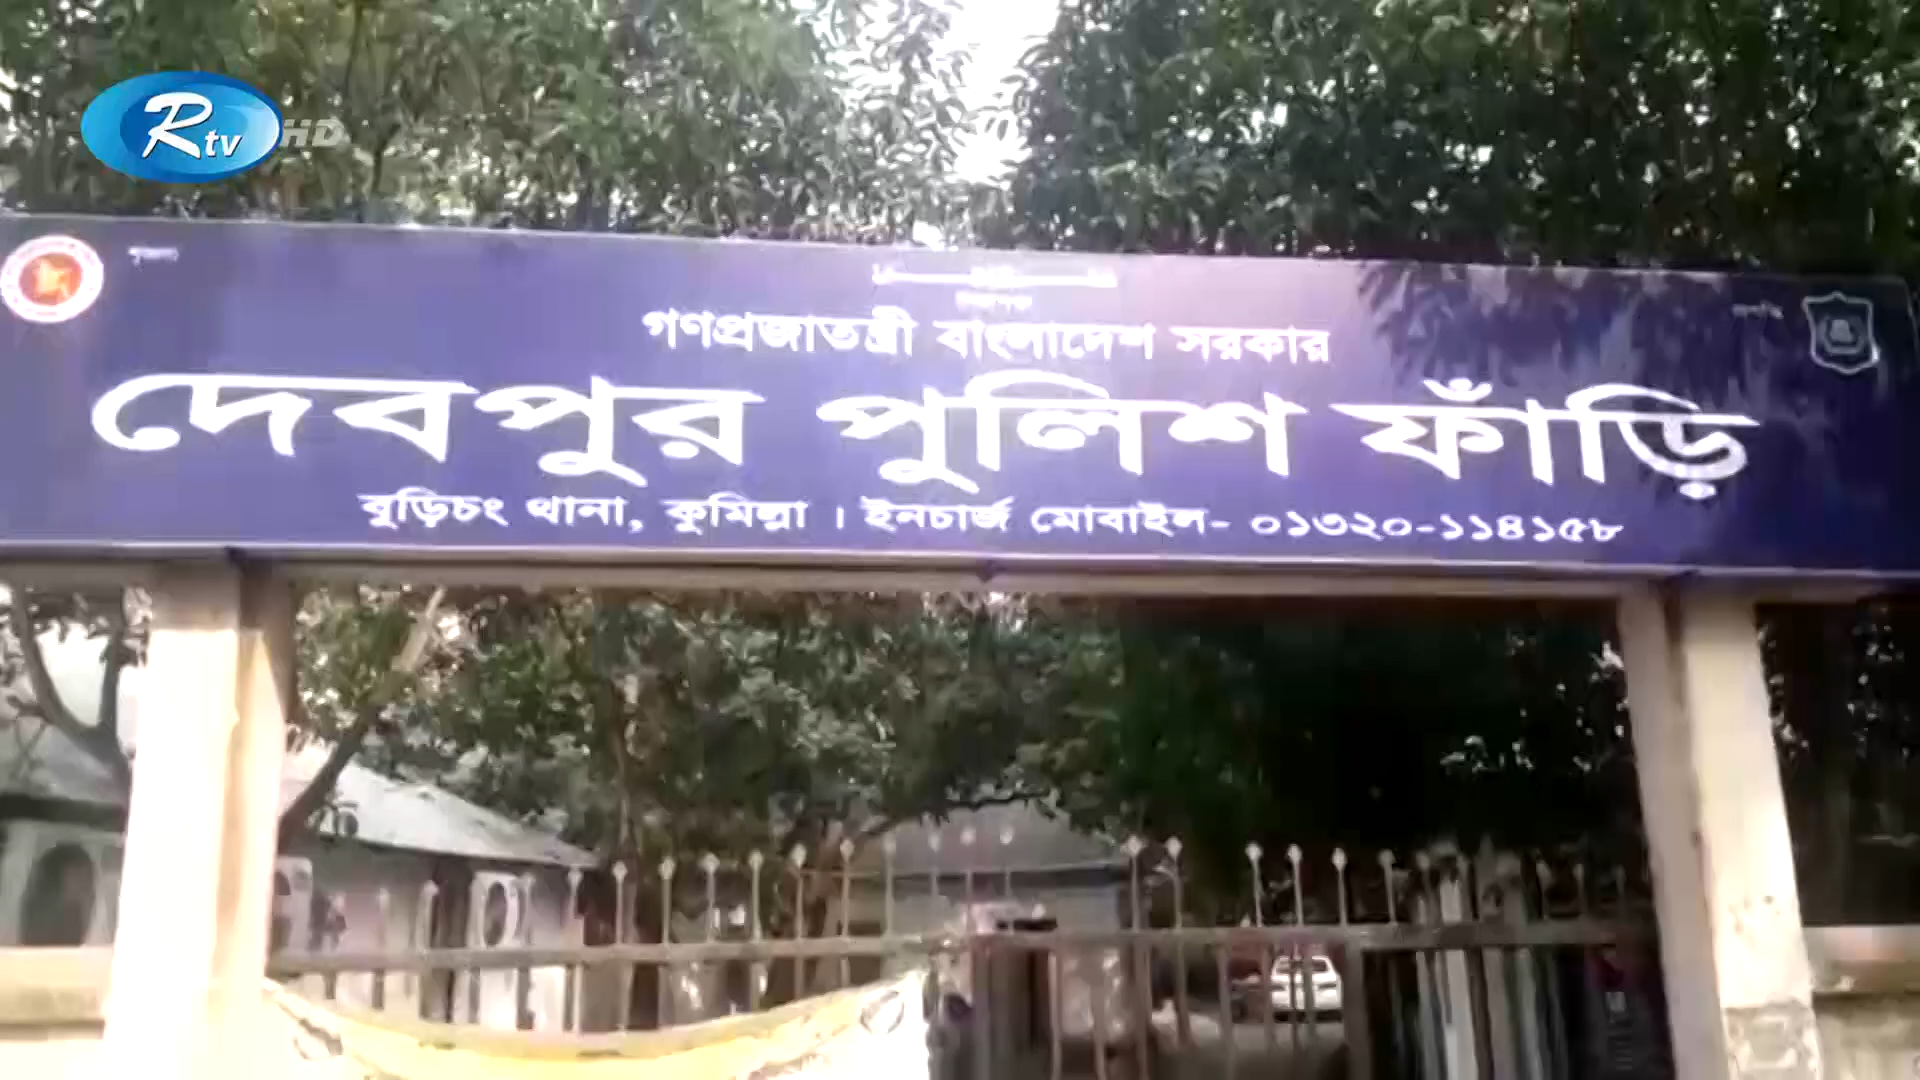 Rtv HD
গণপ্রজাতন্ত্রী বাংলাদেশ সরকার
দেবপুর পুলিশ ফাঁড়ি
বুড়িচং থানা, কুমিল্লা । ইনচার্জ মোবাইল- ০১৩২০-১১৪১৫৮